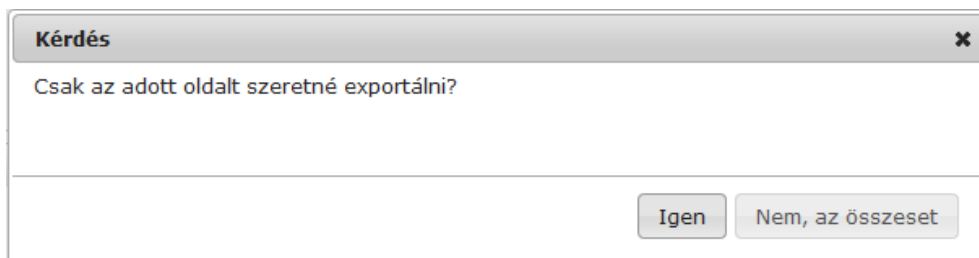 Kérdés
Csak az adott oldalt szeretné exportálni?
Igen
Nem, az összeset